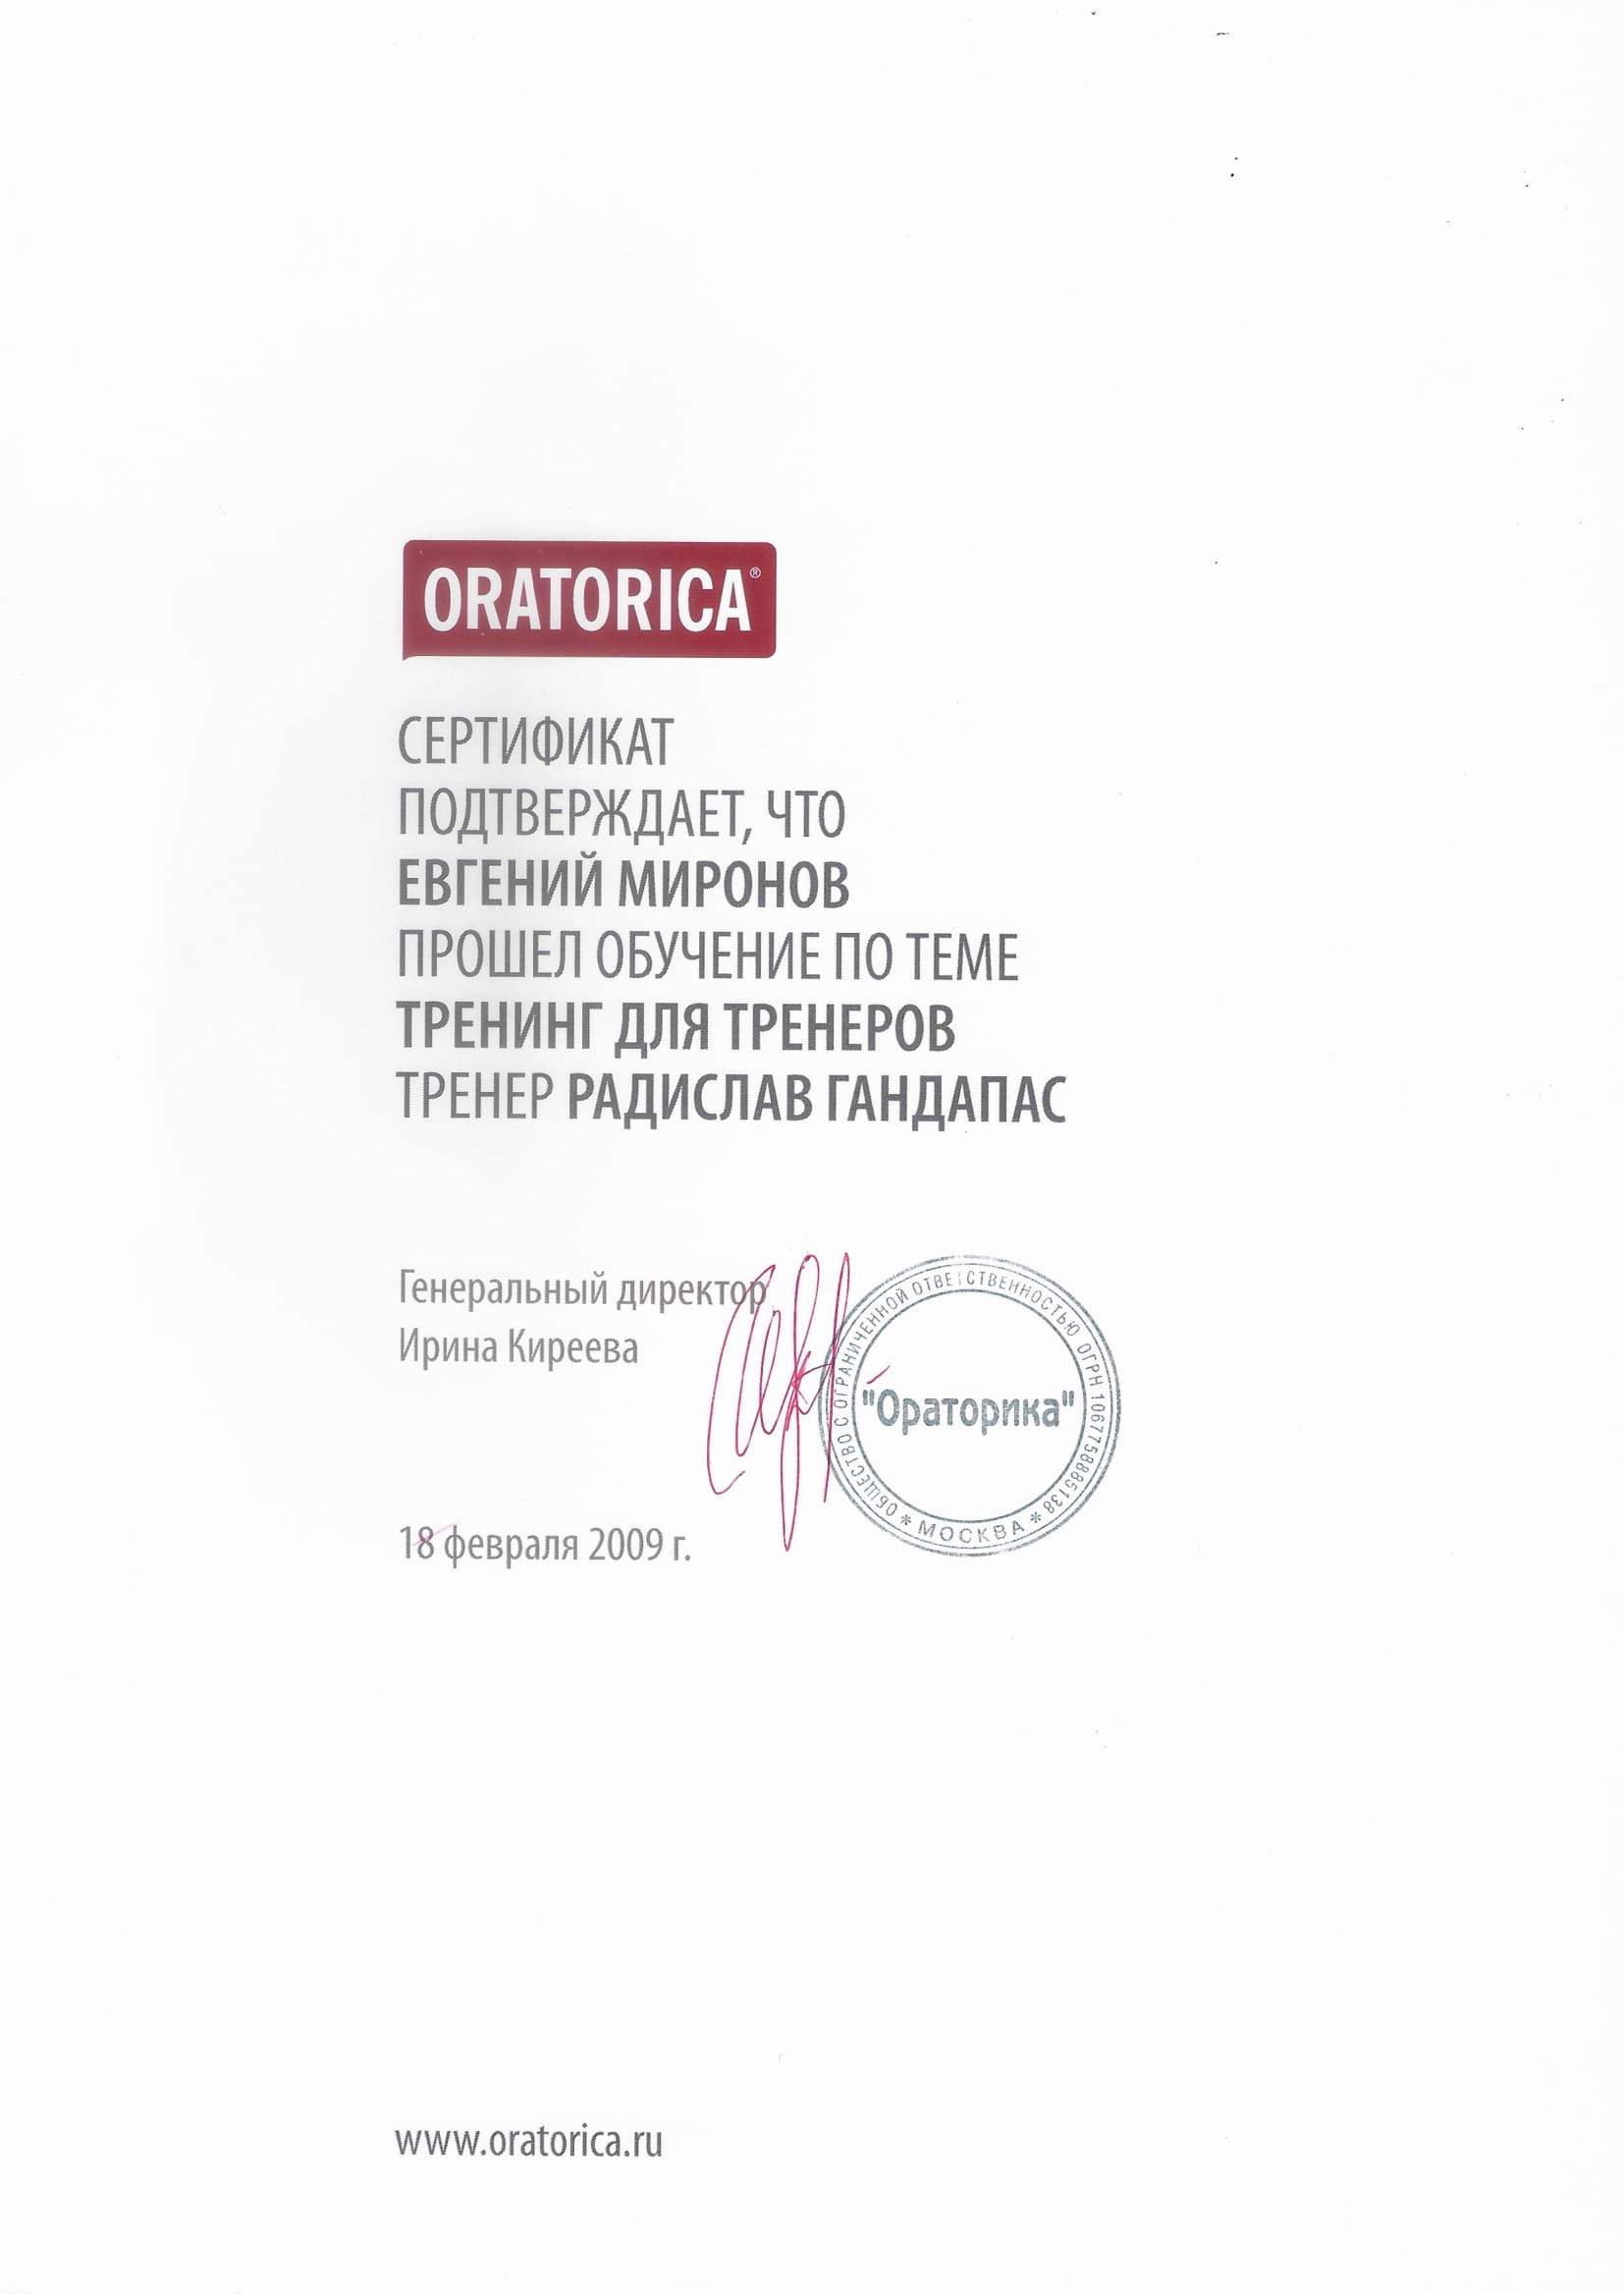 ORATORICA®
СЕРТИФИКАТ
ПОДТВЕРЖДАЕТ, ЧТО
ЕВГЕНИЙ МИРОНОВ
ПРОШЕЛ ОБУЧЕНИЕ ПО ТЕМЕ
ТРЕНИНГ ДЛЯ ТРЕНЕРОВ
ТРЕНЕР РАДИСЛАВ ГАНДАПАС
Генеральный директор
Ирина Киреева
ОБЩЕСТВО С ОГРАНИЧЕННОЙ ОТВЕТСТВЕННОСТЬЮ ОГРН 1067758885138
"Ораторика"
* МОСКВА *
18 февраля 2009 г.
www.oratorica.ru